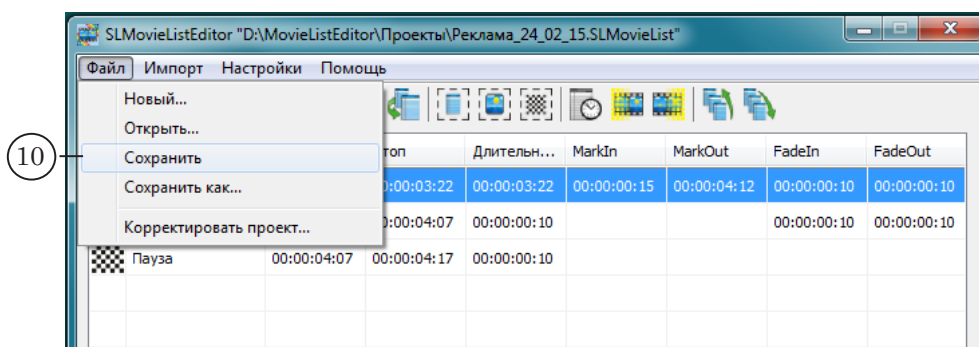 SLMovieListEditor "D:\MovieListEditor\Проекты\Реклама_24_02_15.SLMovieList"
Файл Импорт Настройки Помощь
Новый...
Открыть...
10 Сохранить
Сохранить как...
Корректировать проект...
топ Длительн... MarkIn MarkOut FadeIn FadeOut
:00:03:22 00:00:03:22 00:00:00:15 00:00:04:12 00:00:00:10 00:00:00:10
:00:04:07 00:00:00:10 00:00:00:10 00:00:00:10
Пауза 00:00:04:07 00:00:04:17 00:00:00:10